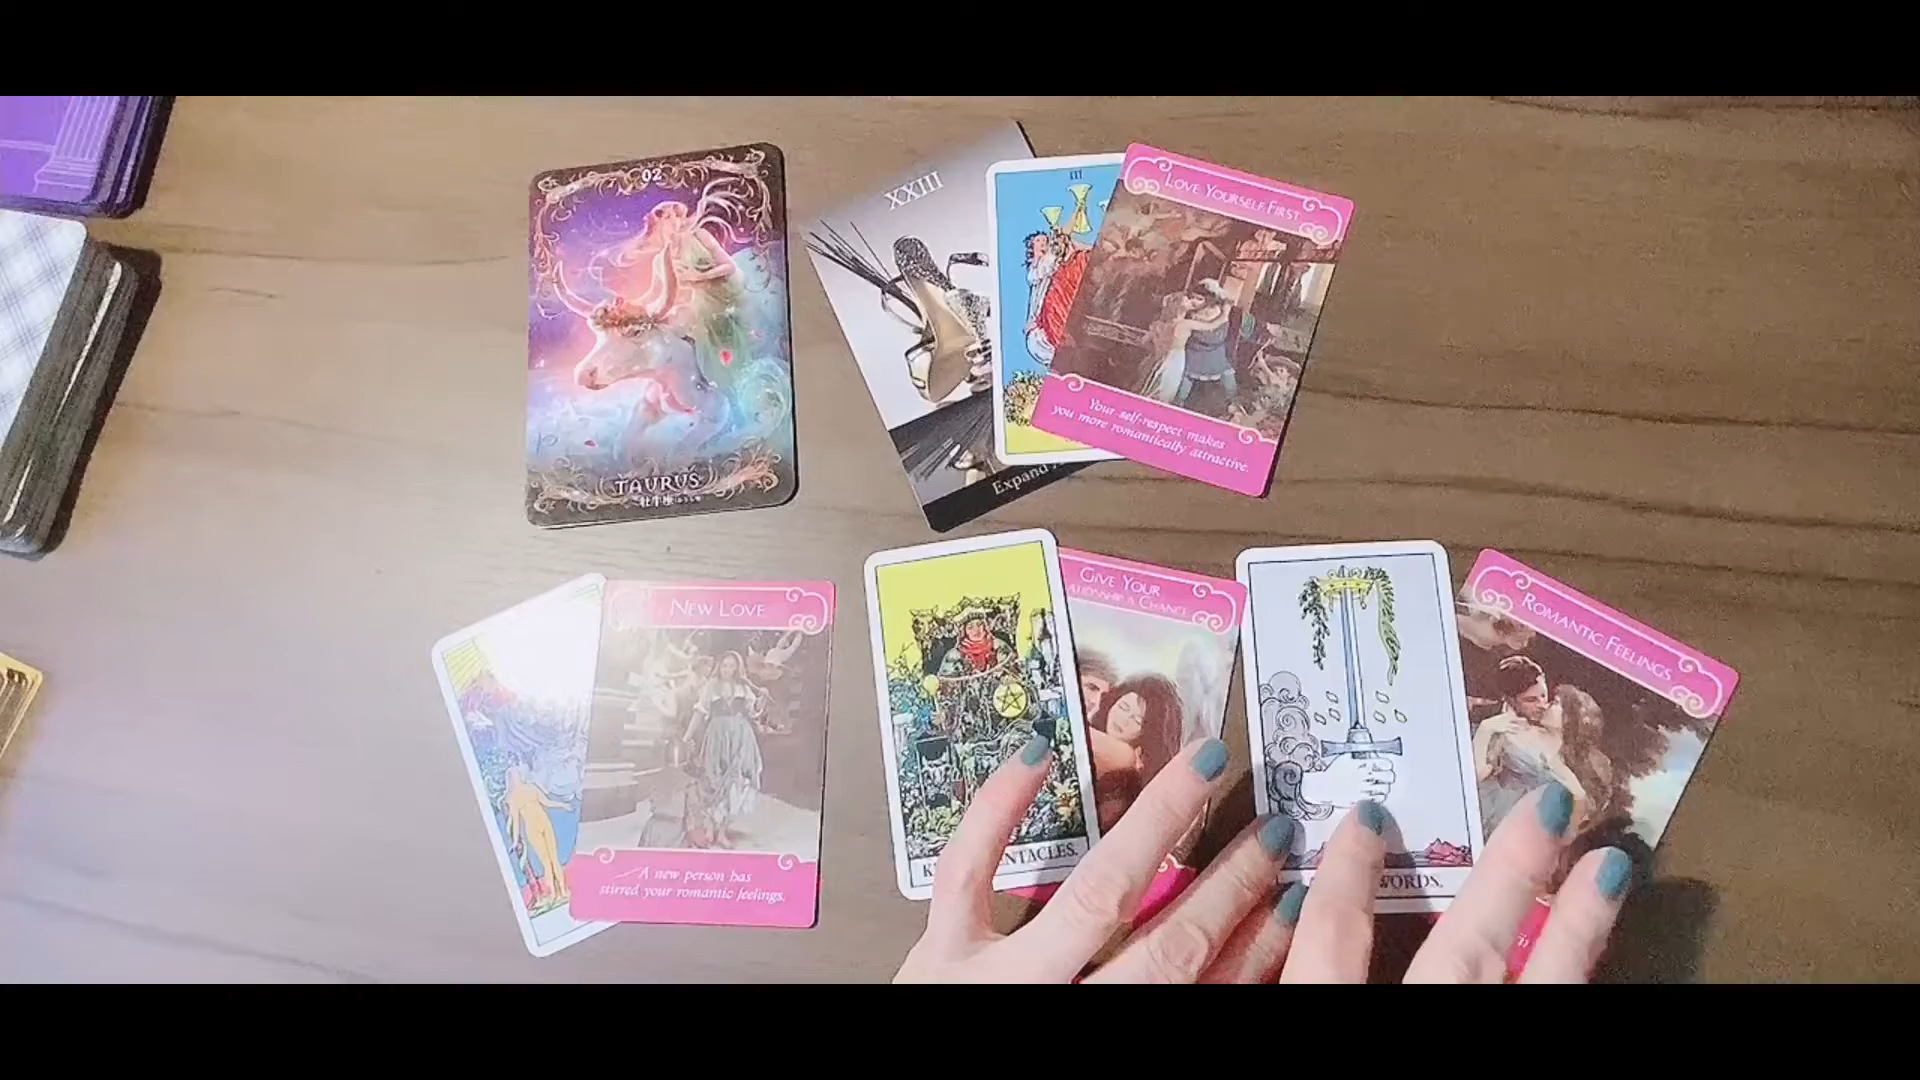 02
TAURUS
XXIII
Expand
III
LOVE YOURSELF FIRST
Your self-respect makes
you more romantically attractive.
NEW LOVE
A new person has
stirred your romantic feelings.
GIVE YOUR
A CHANCE
ROMANTIC FEELINGS